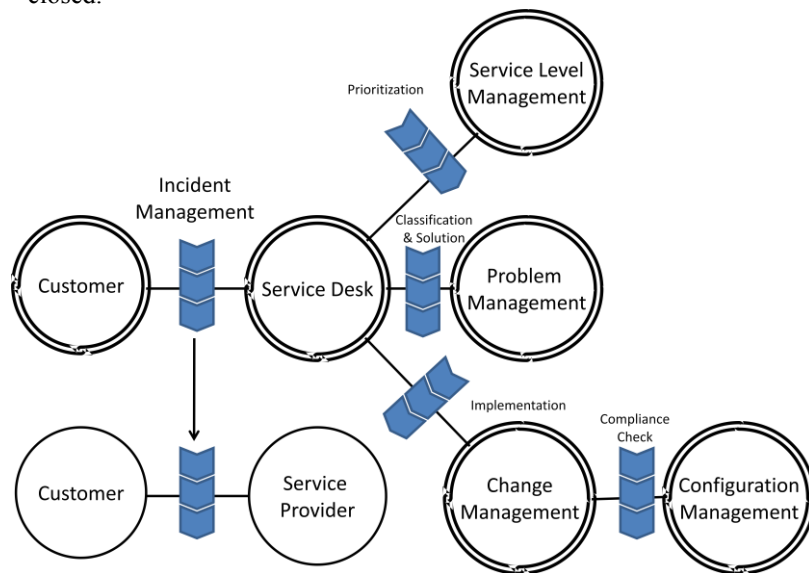 closed.
Service Level
Management
Prioritization
Incident
Management
Classification
& Solution
Customer
Service Desk
Problem
Management
Implementation
Compliance
Check
Customer
Service
Provider
Change
Management
Configuration
Management